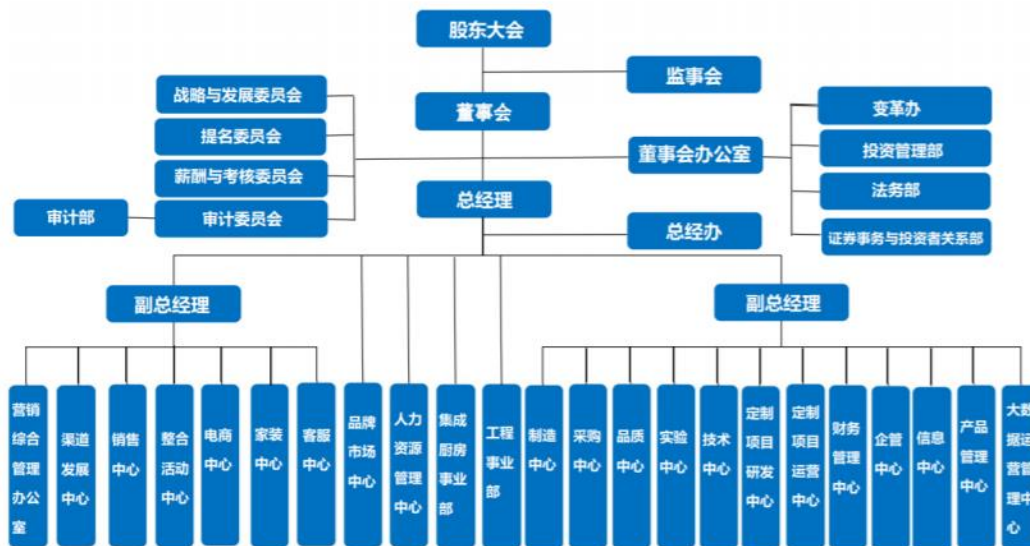 股东大会
监事会
战略与发展委员会
董事会
变革办
提名委员会
董事会办公室
投资管理部
薪酬与考核委员会
总经理
法务部
审计部
审计委员会
总经办
证券事务与投资者关系部
副总经理
副总经理
营销
综合
管理
办公
室
渠道
发展
中心
销售
中心
整合
活动
中心
电商
中心
家装
中心
客服
中心
品牌
市场
中心
人力
资源
管理
中心
集成
厨房
事业
部
工程
事业
部
制造
中心
采购
中心
品质
中心
实验
中心
技术
中心
定制
项目
研发
中心
定制
项目
运营
中心
财务
管理
中心
企管
中心
信息
中心
产品
管理
中心
大数
据运
营管
理中
心